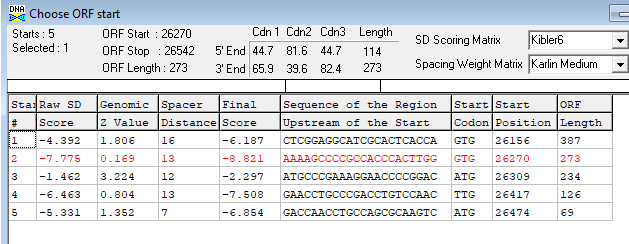 DNA Choose ORF start
Starts : 5 ORF Start : 26270 Cdn 1 Cdn2 Cdn3 Length SD Scoring Matrix Kibler6
Selected : 1 ORF Stop : 26542 5' End 44.7 81.6 44.7 114
ORF Length : 273 3' End 65.9 39.6 82.4 273 Spacing Weight Matrix Karlin Medium
Star Raw SD Genomic Spacer Final Sequence of the Region Start Start ORF
# Score Z Value Distance Score Upstream of the Start Codon Position Length
1 -4.392 1.806 16 -6.187 CTCGGAGGCATCGCACTCACCA GTG 26156 387
2 -7.775 0.169 13 -8.821 AAAAGCCCCGCCACCCACTTGG GTG 26270 273
3 -1.462 3.224 12 -2.297 ATGCCCGAAAGGAACCCCGGAC ATG 26309 234
4 -6.463 0.804 13 -7.508 GAACCTGCCCGACCTGTCCAAC TTG 26417 126
5 -5.331 1.352 7 -6.854 GACCAACCTGCCAGCGCAAGTC ATG 26474 69